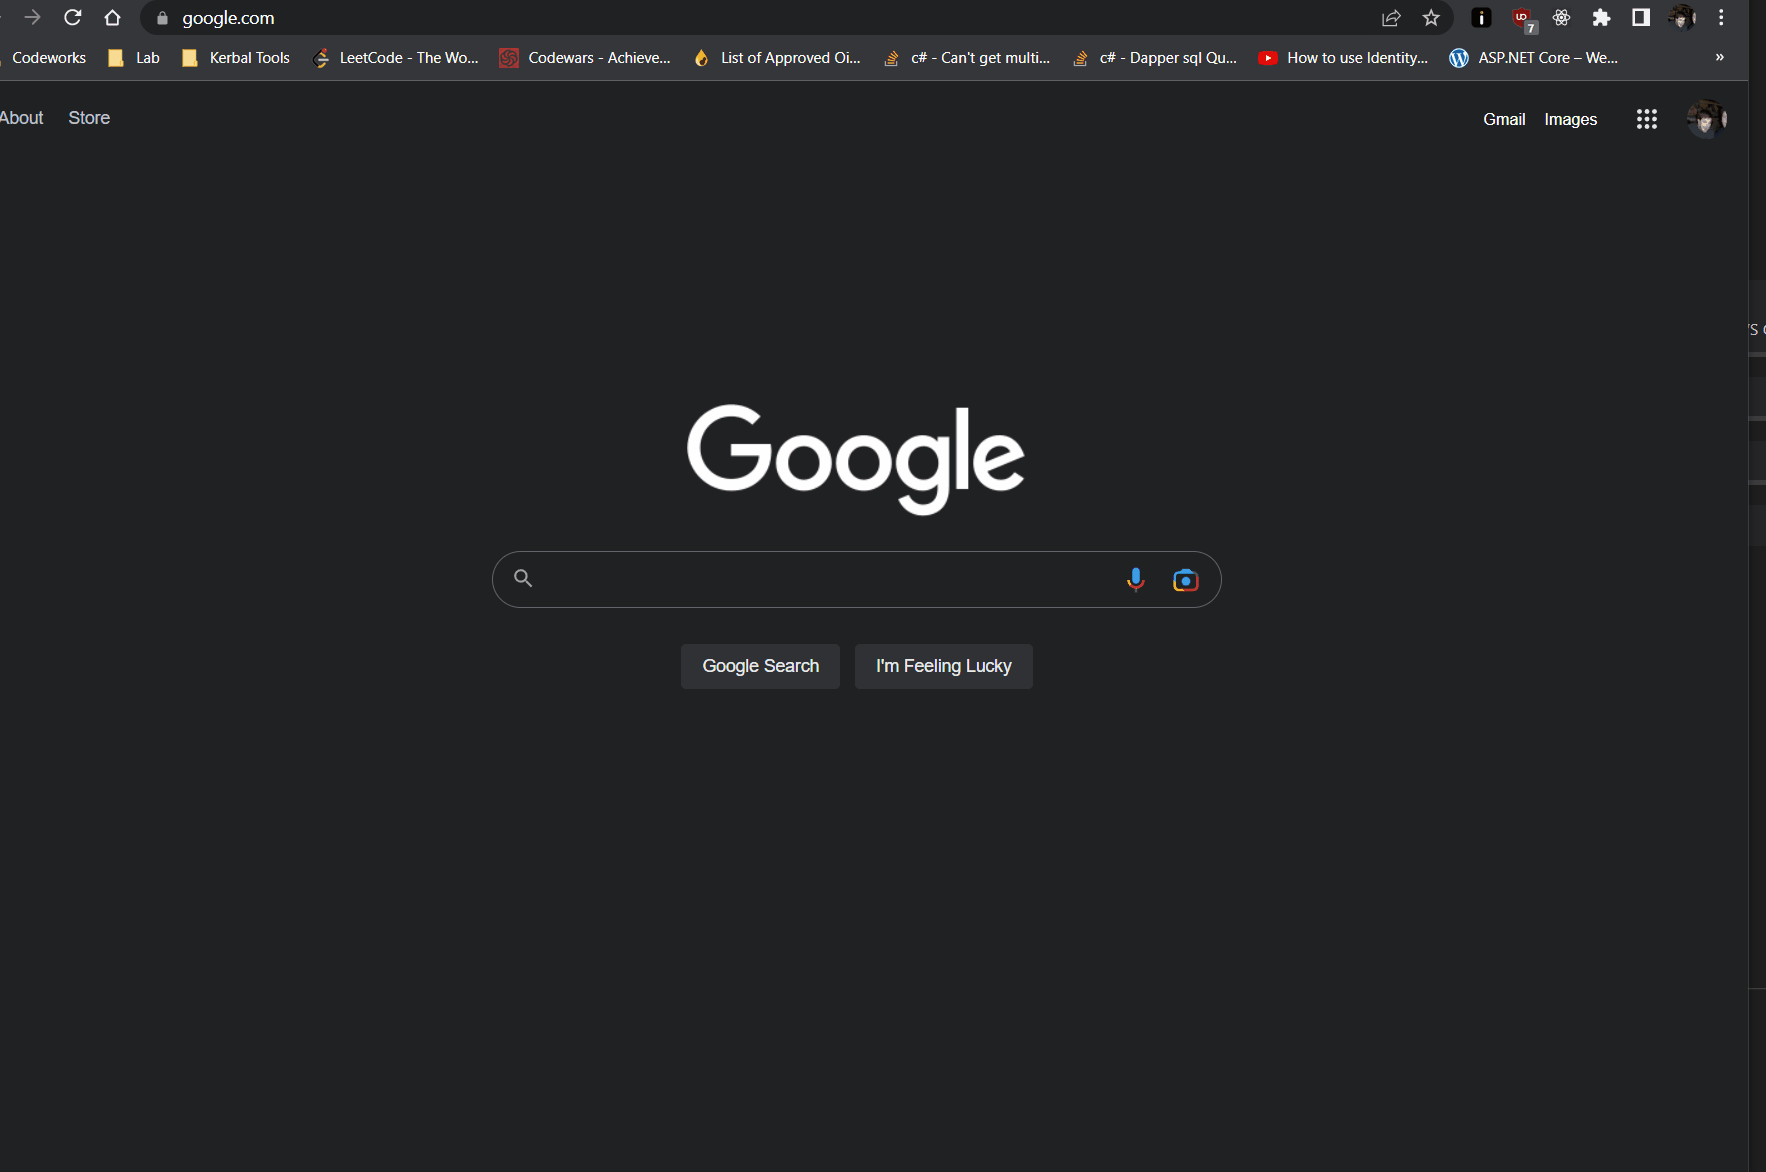 google.com
7
Codeworks Lab Kerbal Tools LeetCode - The Wo... Codewars - Achieve... List of Approved Oi... c# - Can't get multi... c# - Dapper sql Qu... How to use Identity... ASP.NET Core – We... »
About Store Gmail Images
Google
Google Search I'm Feeling Lucky